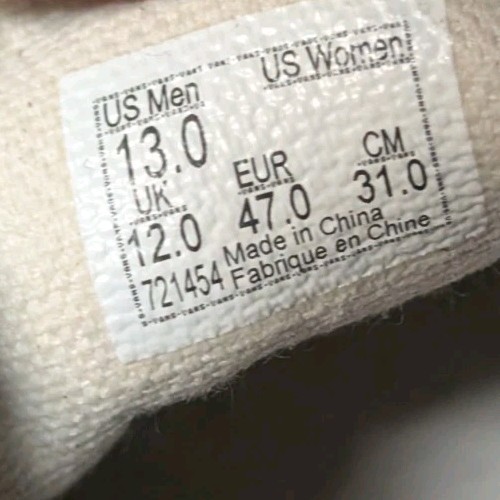 US Men US Women
13.0
UK EUR CM
12.0 47.0 31.0
721454 Made in China
Fabrique en Chine